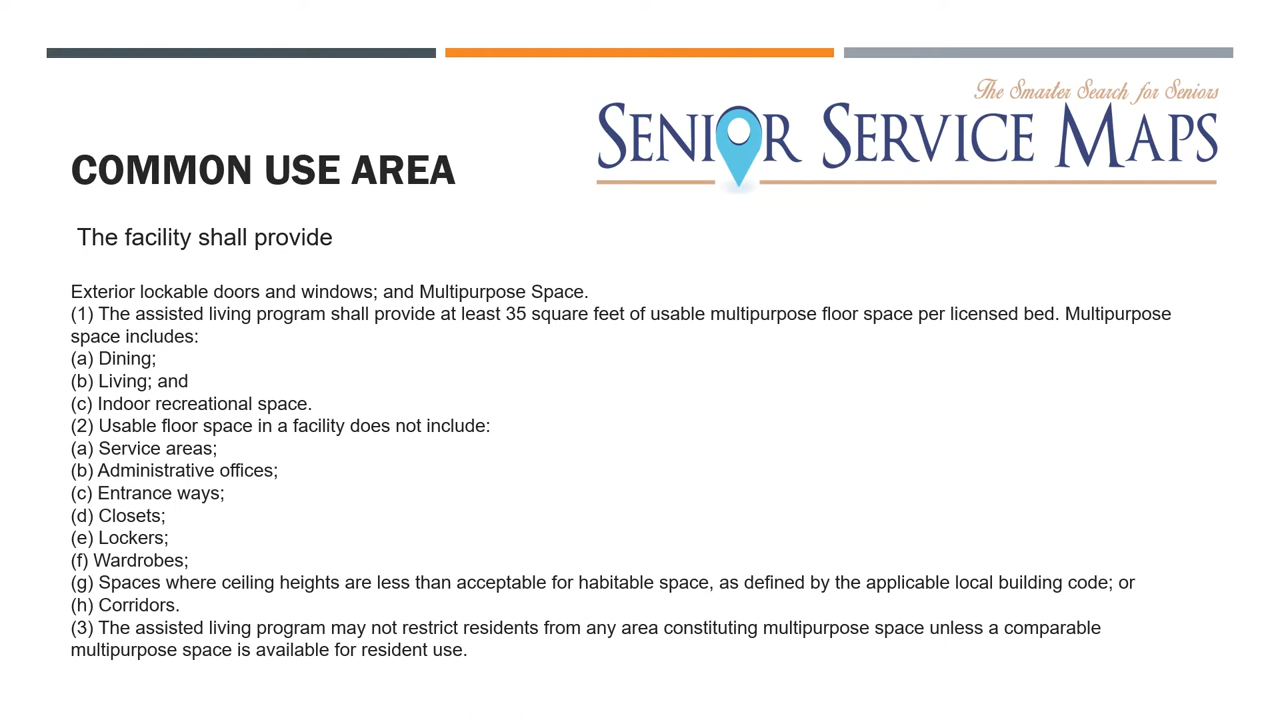 The Smarter Search for Seniors
SENIOR SERVICE MAPS
COMMON USE AREA
The facility shall provide
Exterior lockable doors and windows; and Multipurpose Space.
(1) The assisted living program shall provide at least 35 square feet of usable multipurpose floor space per licensed bed. Multipurpose
space includes:
(a) Dining;
(b) Living; and
(c) Indoor recreational space.
(2) Usable floor space in a facility does not include:
(a) Service areas;
(b) Administrative offices;
(c) Entrance ways;
(d) Closets;
(e) Lockers;
(f) Wardrobes;
(g) Spaces where ceiling heights are less than acceptable for habitable space, as defined by the applicable local building code; or
(h) Corridors.
(3) The assisted living program may not restrict residents from any area constituting multipurpose space unless a comparable
multipurpose space is available for resident use.